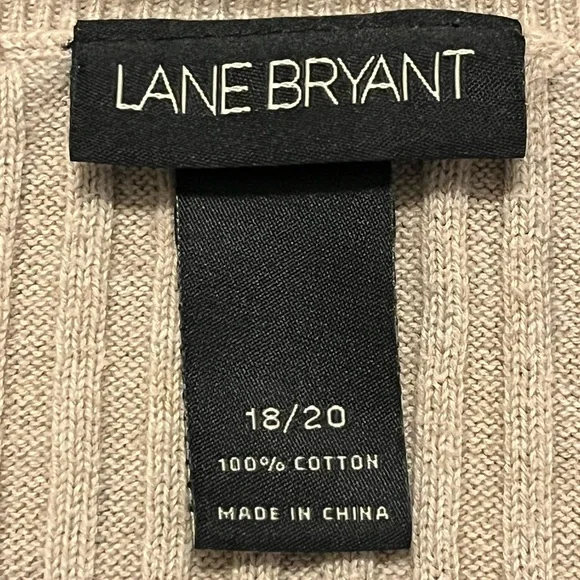 LANE BRYANT
18/20
100% COTTON
MADE IN CHINA